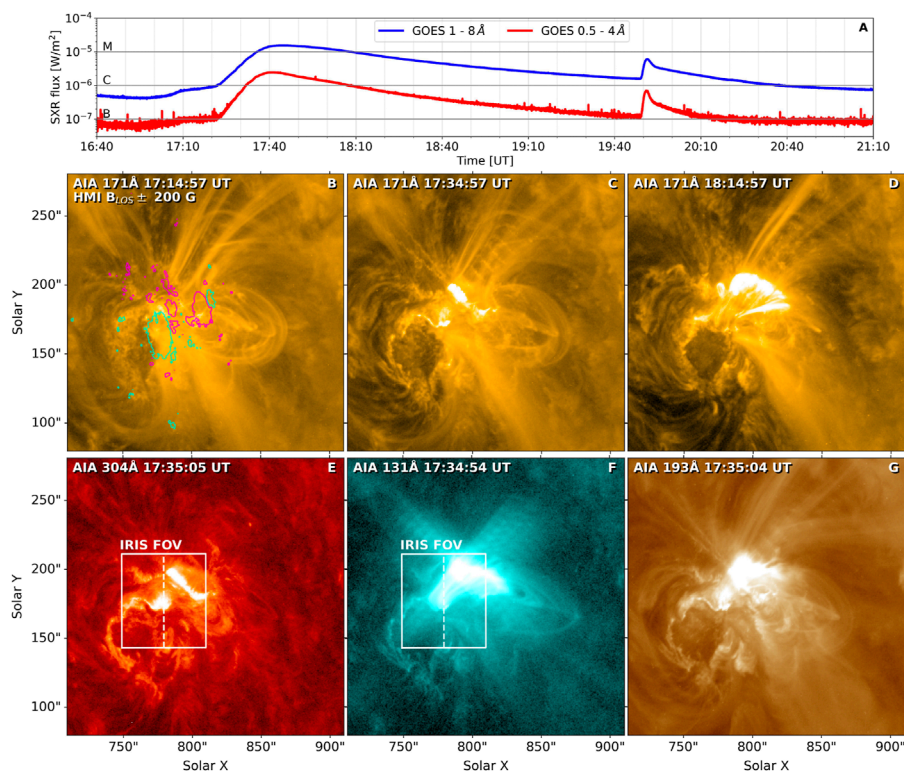 10⁻⁴
GOES 1 - 8Å
GOES 0.5 - 4Å
A
SXR flux [W/m²]
10⁻⁵
M
10⁻⁶
C
10⁻⁷
B
16:40 17:10 17:40 18:10 18:40 19:10 19:40 20:10 20:40 21:10
Time [UT]
AIA 171Å 17:14:57 UT B
HMI B_LOS ± 200 G
AIA 171Å 17:34:57 UT C
AIA 171Å 18:14:57 UT D
250"
200"
150"
100"
Solar Y
AIA 304Å 17:35:05 UT E
IRIS FOV
AIA 131Å 17:34:54 UT F
IRIS FOV
AIA 193Å 17:35:04 UT G
250"
200"
150"
100"
Solar Y
750" 800" 850" 900"
Solar X
750" 800" 850" 900"
Solar X
750" 800" 850" 900"
Solar X